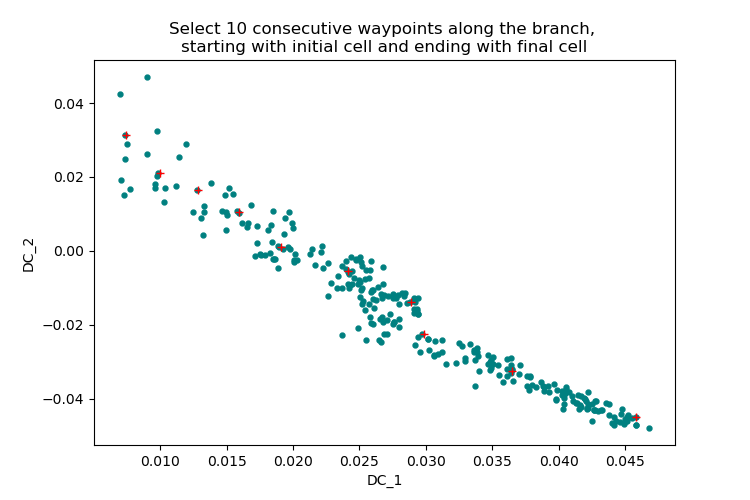 Select 10 consecutive waypoints along the branch,
starting with initial cell and ending with final cell
DC_2
0.04
0.02
0.00
−0.02
−0.04
0.010 0.015 0.020 0.025 0.030 0.035 0.040 0.045
DC_1